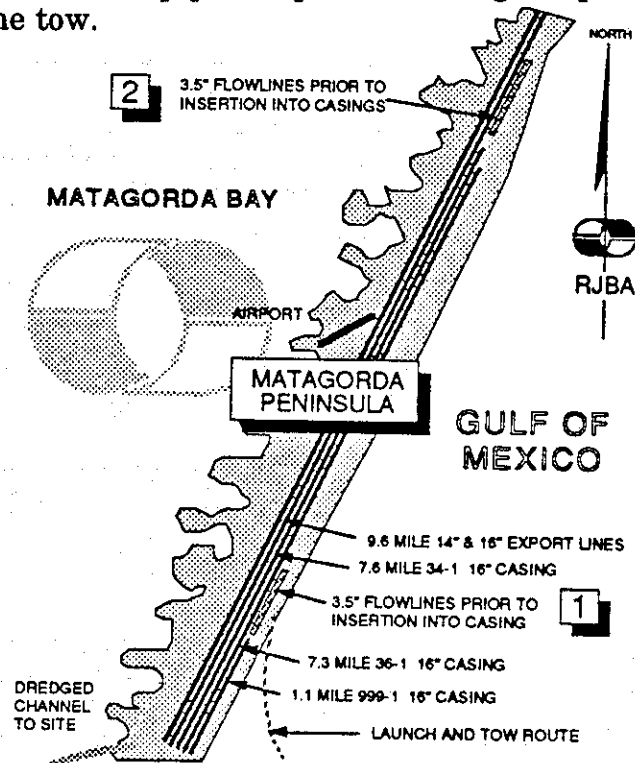 ne tow.
NORTH
2
3.5" FLOWLINES PRIOR TO
INSERTION INTO CASINGS
MATAGORDA BAY
RJBA
AIRPORT
MATAGORDA
PENINSULA
GULF OF
MEXICO
9.6 MILE 14" & 16" EXPORT LINES
7.6 MILE 34-1 16" CASING
3.5" FLOWLINES PRIOR TO
INSERTION INTO CASING
1
7.3 MILE 36-1 16" CASING
1.1 MILE 999-1 16" CASING
DREDGED
CHANNEL
TO SITE
LAUNCH AND TOW ROUTE